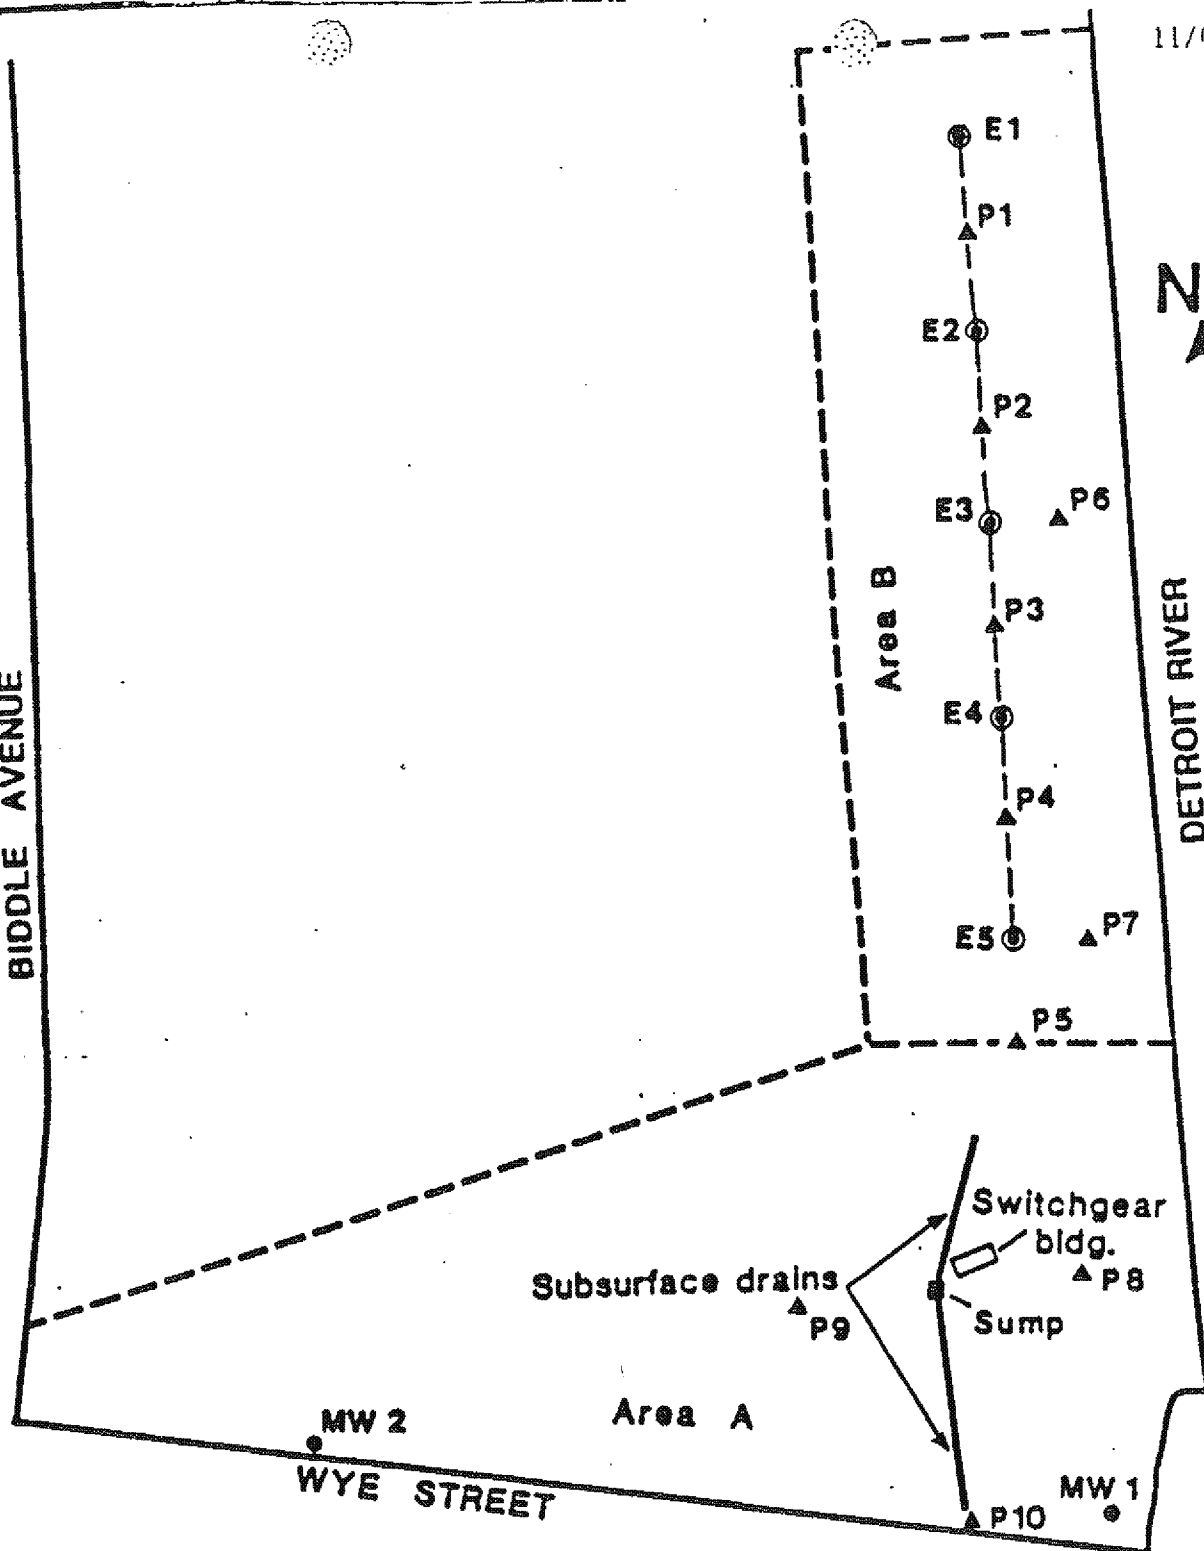 11/
E1
P1
N
E2
P2
E3
P6
Area B
P3
BIDDLE AVENUE
DETROIT RIVER
E4
P4
E5
P7
P5
Switchgear
bldg.
Subsurface drains
P8
Sump
P9
Area A
MW 2
WYE STREET
MW 1
P10